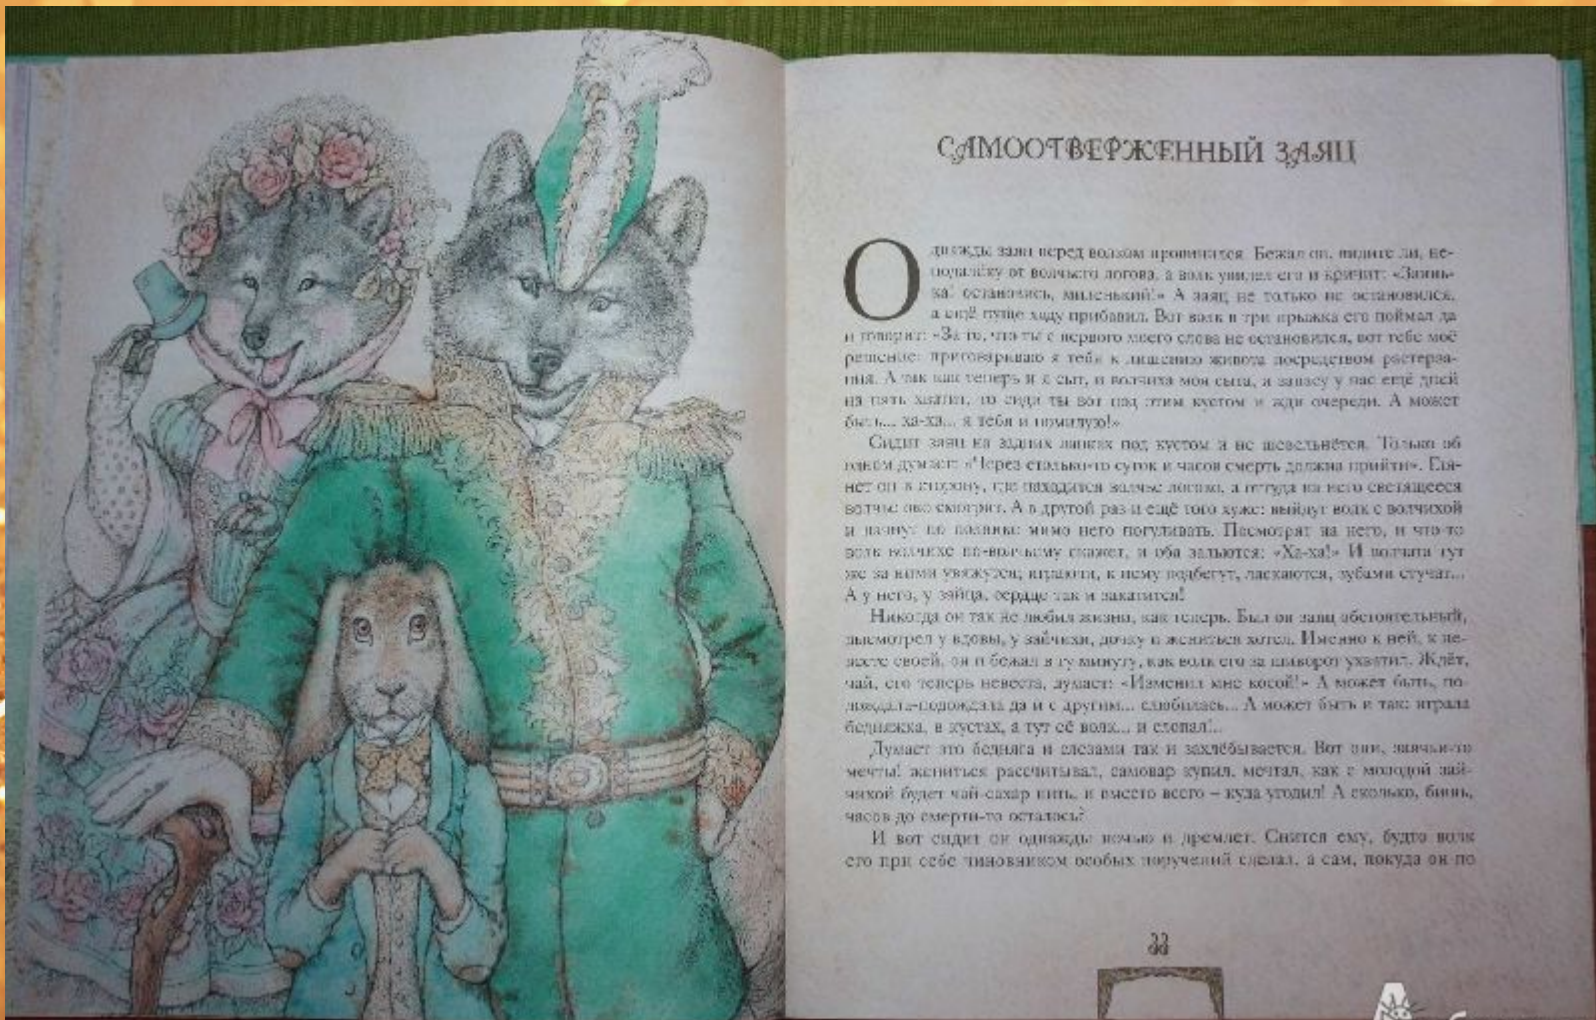 САМООТВЕРЖЕННЫЙ ЗАЯЦ
Однажды заяц перед волком провинился. Бежал он, видите ли, не-
подалёку от волчьего логова, а волк увидел его и кричит: «Заинь-
ка! остановись, миленький!» А заяц не только не остановился,
а ещё пуще ходу прибавил. Вот волк в три прыжка его поймал да
и говорит: «За то, что ты с первого моего слова не остановился, вот тебе моё
решение: приговариваю я тебя к лишению живота посредством растерза-
ния. А так как теперь и я сыт, и волчиха моя сыта, и запасу у нас ещё дней
на пять хватит, то сиди ты вот под этим кустом и жди очереди. А может
быть... ха-ха... я тебя и помилую!»
Сидит заяц на задних лапках под кустом и не шевельнётся. Только об
одном думает: «Через столько-то суток и часов смерть должна прийти». Гля-
нет он в сторону, где находится волчье логово, а оттуда на него светящееся
волчье око смотрит. А в другой раз и ещё того хуже: выйдут волк с волчихой
и начнут по полянке мимо него погуливать. Посмотрят на него, и что-то
волк волчихе по-волчьему скажет, и оба зальются: «Ха-ха!» И волчата тут
же за ними увяжутся; играючи, к нему подбегут, ласкаются, зубами стучат...
А у него, у зайца, сердце так и закатится!
Никогда он так не любил жизни, как теперь. Был он заяц обстоятельный,
высмотрел у вдовы, у зайчихи, дочку и жениться хотел. Именно к ней, к не-
весте своей, он и бежал в ту минуту, как волк его за шиворот ухватил. Ждёт,
чай, его теперь невеста, думает: «Изменил мне косой!» А может быть, по-
дождала-подождала да и с другим... слюбилась... А может быть и так: играла
бедняжка, в кустах, а тут её волк... и слопал!..
Думает это бедняга и слезами так и захлёбывается. Вот они, заячьи-то
мечты! жениться рассчитывал, самовар купил, мечтал, как с молодой зай-
чихой будет чай-сахар пить, и вместо всего – куда угодил! А сколько, бишь,
часов до смерти-то осталось?
И вот сидит он однажды ночью и дремлет. Снится ему, будто волк
его при себе чиновником особых поручений сделал, а сам, покуда он по
33